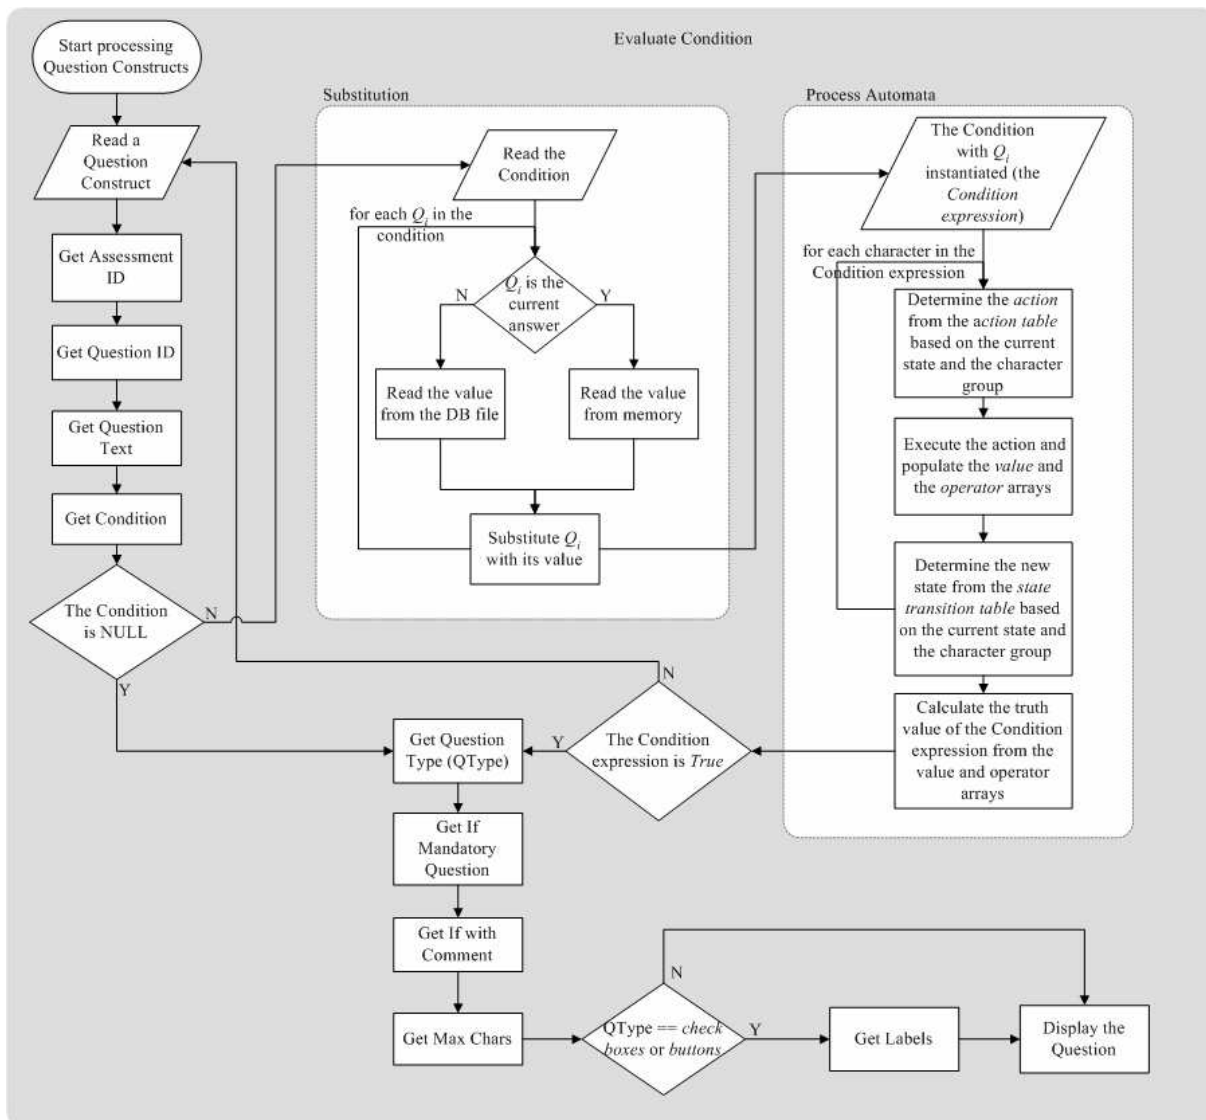 Evaluate Condition
Start processing
Question Constructs
Read a
Question
Construct
Get Assessment
ID
Get Question ID
Get Question
Text
Get Condition
The Condition
is NULL
N
Y
Substitution
Read the
Condition
for each Qi in the
condition
Qi is the
current
answer
N
Y
Read the value
from the DB file
Read the value
from memory
Substitute Qi
with its value
Process Automata
The Condition
with Qi
instantiated (the
Condition
expression)
for each character in the
Condition expression
Determine the action
from the action table
based on the current
state and the character
group
Execute the action and
populate the value and
the operator arrays
Determine the new
state from the state
transition table based
on the current state and
the character group
Calculate the truth
value of the Condition
expression from the
value and operator
arrays
The Condition
expression is True
N
Y
Get Question
Type (QType)
Get If
Mandatory
Question
Get If with
Comment
Get Max Chars
QType == check
boxes or buttons
N
Y
Get Labels
Display the
Question